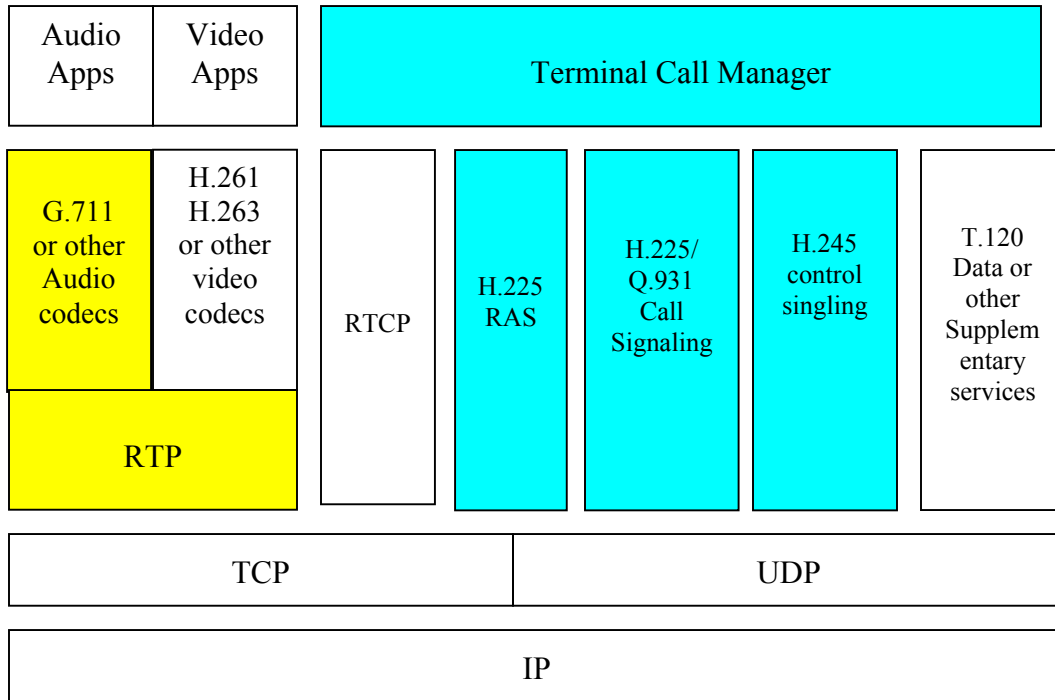 Audio
Apps
Video
Apps
Terminal Call Manager
G.711
or other
Audio
codecs
H.261
H.263
or other
video
codecs
RTCP
H.225
RAS
H.225/
Q.931
Call
Signaling
H.245
control
singling
T.120
Data or
other
Supplem
entary
services
RTP
TCP
UDP
IP